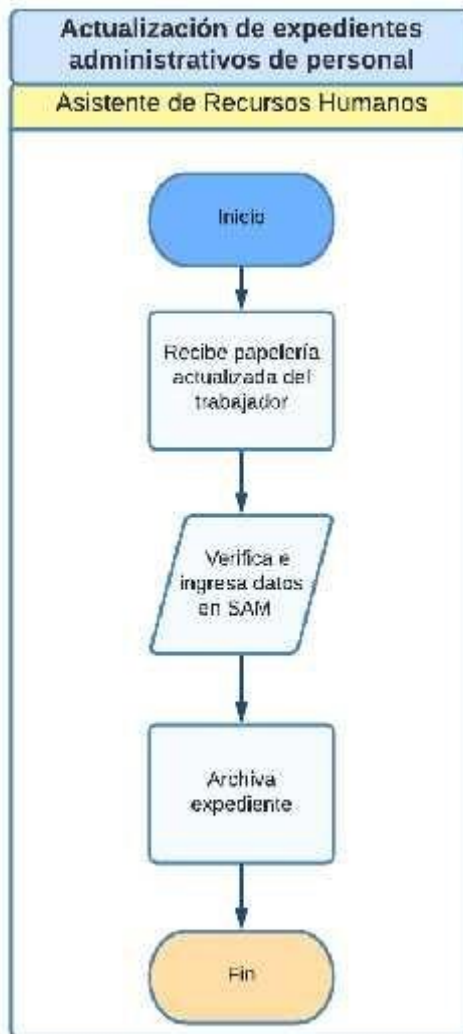 Actualización de expedientes
administrativos de personal
Asistente de Recursos Humanos
Inicio
Recibe papelería
actualizada del
trabajador
Verifica e
ingresa datos
en SAM
Archiva
expediente
Fin